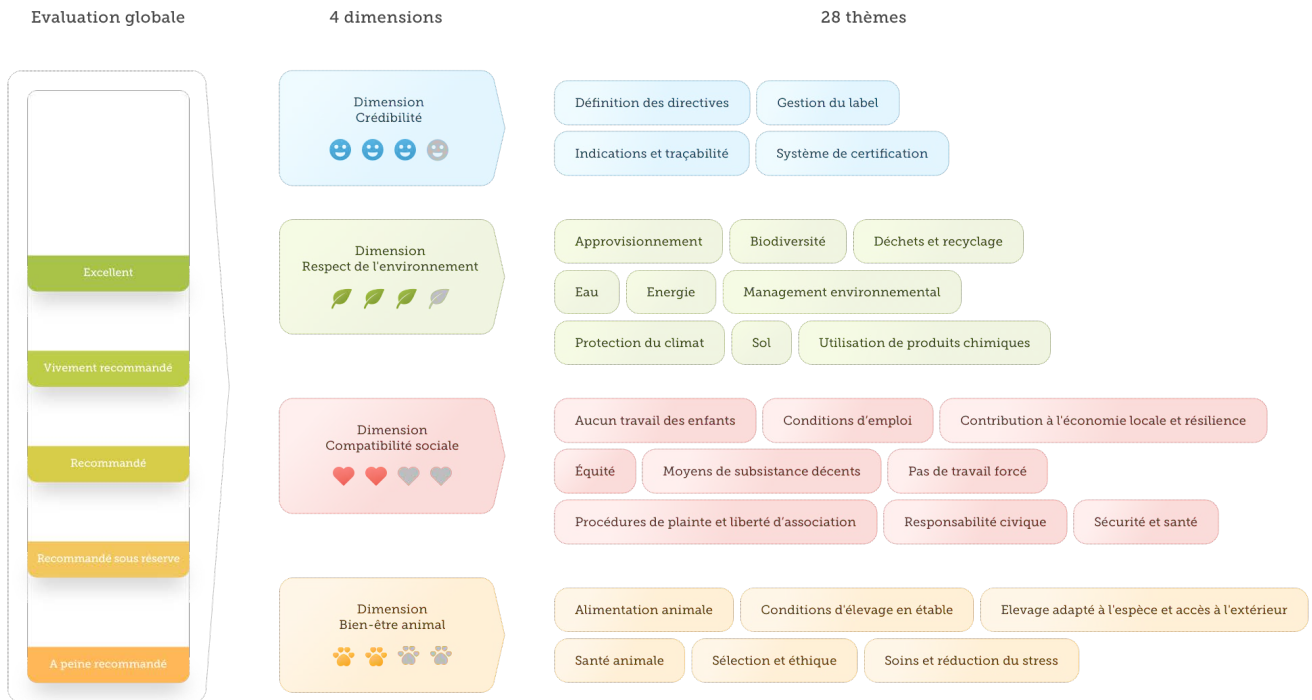 Evaluation globale
4 dimensions
28 thèmes
Excellent
Vivement recommandé
Recommandé
Recommandé sous réserve
A peine recommandé
Dimension
Crédibilité
Définition des directives
Gestion du label
Indications et traçabilité
Système de certification
Dimension
Respect de l'environnement
Approvisionnement
Biodiversité
Déchets et recyclage
Eau
Energie
Management environnemental
Protection du climat
Sol
Utilisation de produits chimiques
Dimension
Compatibilité sociale
Aucun travail des enfants
Conditions d'emploi
Contribution à l'économie locale et résilience
Équité
Moyens de subsistance décents
Pas de travail forcé
Procédures de plainte et liberté d'association
Responsabilité civique
Sécurité et santé
Dimension
Bien-être animal
Alimentation animale
Conditions d'élevage en étable
Elevage adapté à l'espèce et accès à l'extérieur
Santé animale
Sélection et éthique
Soins et réduction du stress